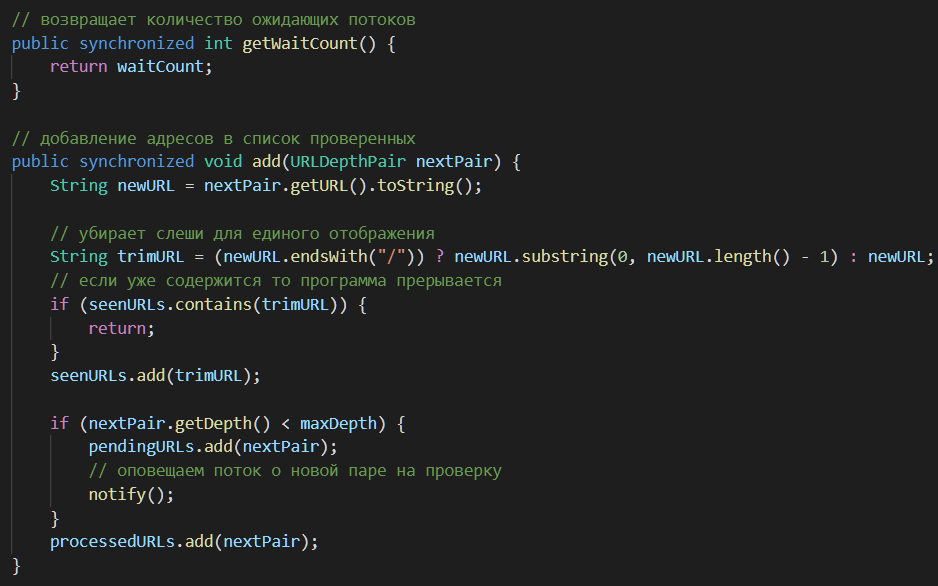 // возвращает количество ожидающих потоков
public synchronized int getWaitCount() {
    return waitCount;
}

// добавление адресов в список проверенных
public synchronized void add(URLDepthPair nextPair) {
    String newURL = nextPair.getURL().toString();

    // убирает слеши для единого отображения
    String trimURL = (newURL.endsWith("/")) ? newURL.substring(0, newURL.length() - 1) : newURL;
    // если уже содержится то программа прерывается
    if (seenURLs.contains(trimURL)) {
        return;
    }
    seenURLs.add(trimURL);

    if (nextPair.getDepth() < maxDepth) {
        pendingURLs.add(nextPair);
        // оповещаем поток о новой паре на проверку
        notify();
    }
    processedURLs.add(nextPair);
}